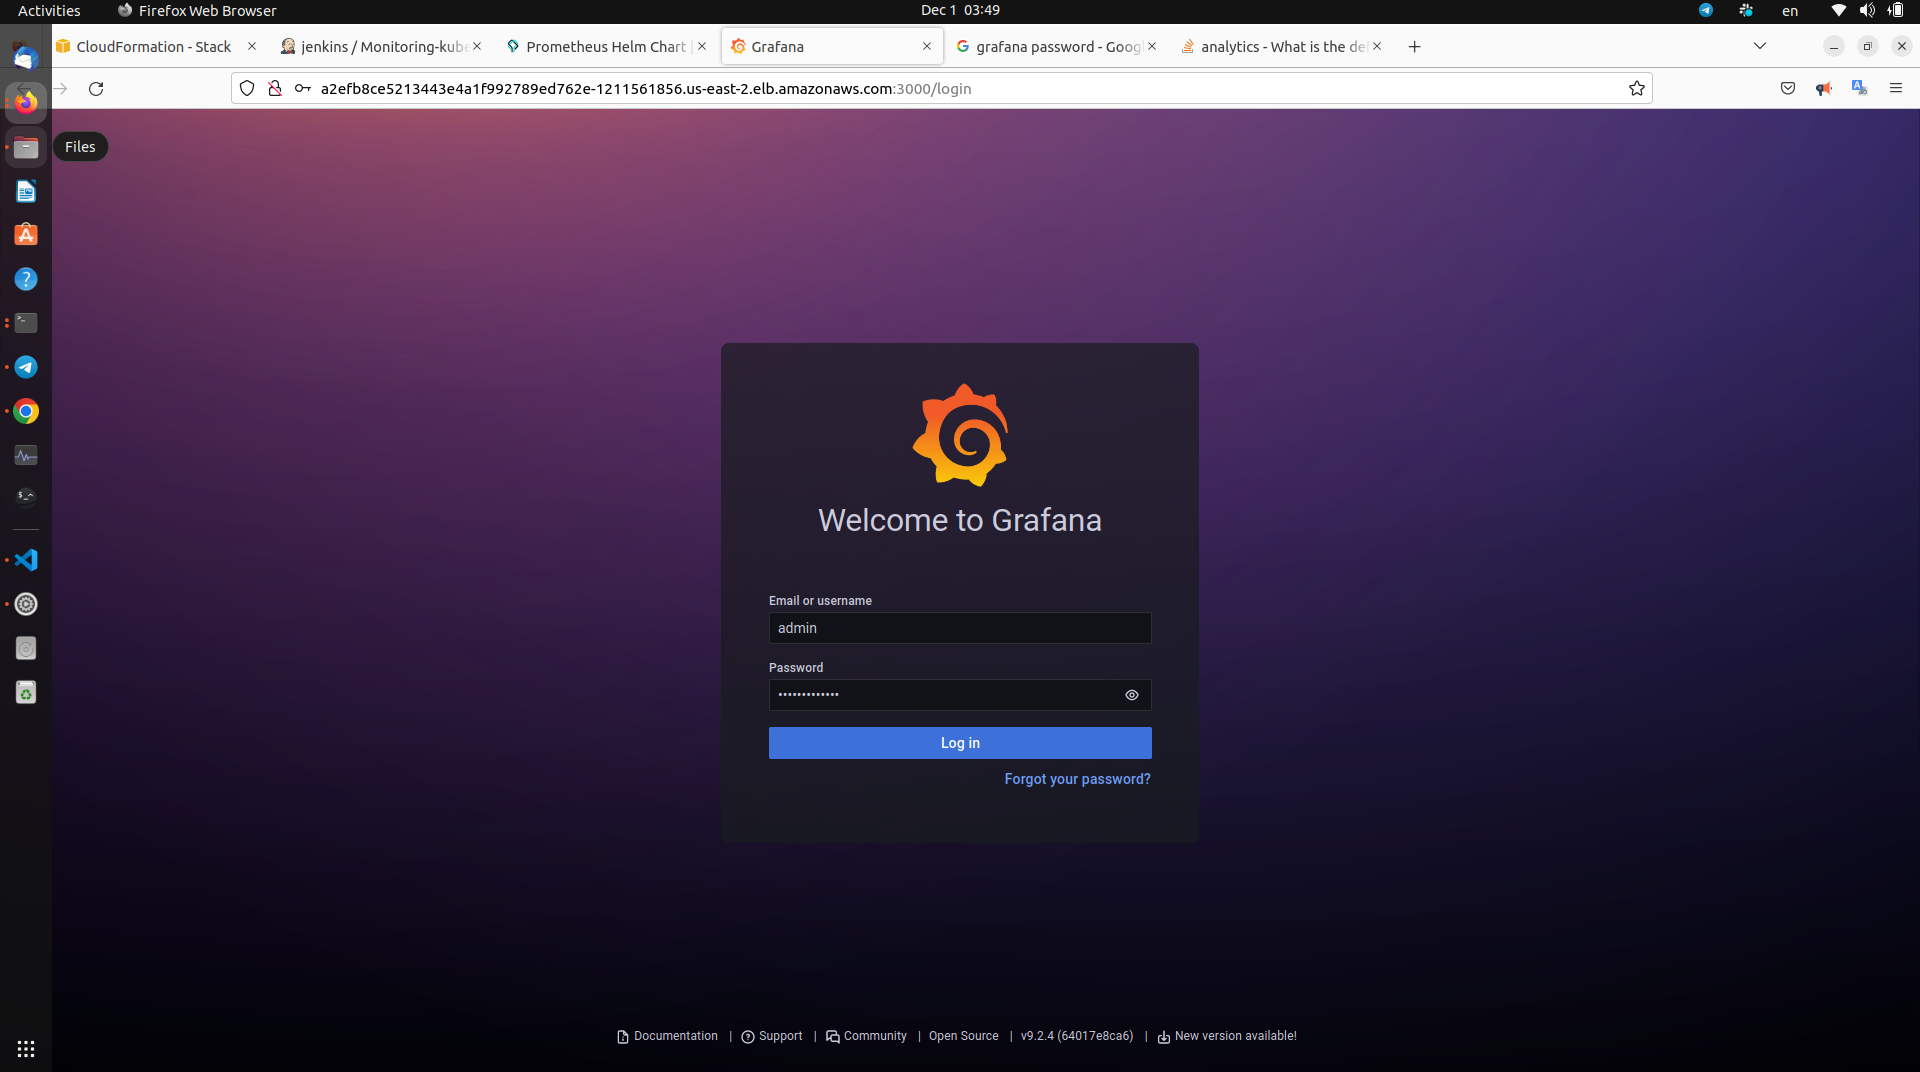 Activities
Firefox Web Browser
Dec 1 03:49
en
CloudFormation - Stack
jenkins / Monitoring-kube
Prometheus Helm Chart |
Grafana
grafana password - Goog
analytics - What is the de
a2efb8ce5213443e4a1f992789ed762e-1211561856.us-east-2.elb.amazonaws.com:3000/login
Files
Welcome to Grafana
Email or username
admin
Password
•••••••••••••
Log in
Forgot your password?
Documentation | Support | Community | Open Source | v9.2.4 (64017e8ca6) | New version available!